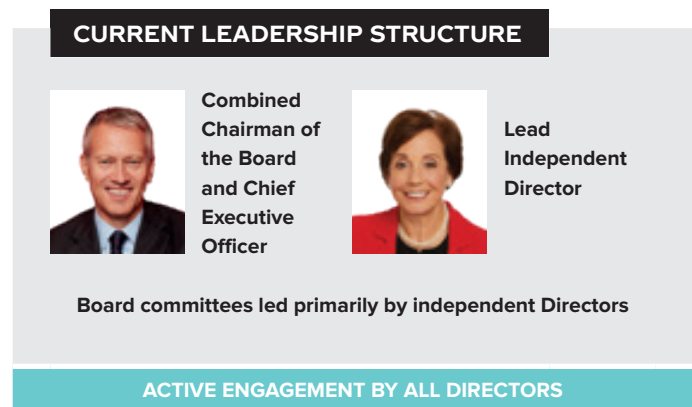 CURRENT LEADERSHIP STRUCTURE
Combined
Chairman of
the Board
and Chief
Executive
Officer
Lead
Independent
Director
Board committees led primarily by independent Directors
ACTIVE ENGAGEMENT BY ALL DIRECTORS